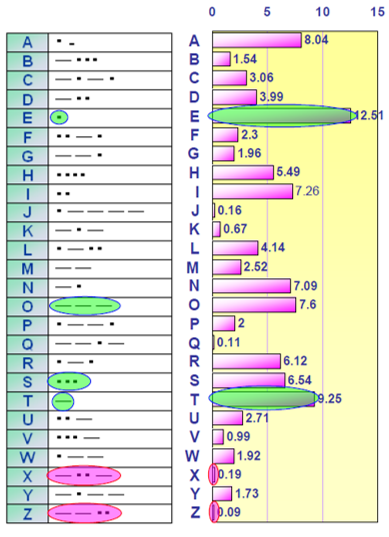 0 5 10 15
A ▪ — A 8.04
B — ▪ ▪ ▪ B 1.54
C — ▪ — ▪ C 3.06
D — ▪ ▪ D 3.99
E ▪ E 12.51
F ▪ ▪ — ▪ F 2.3
G — — ▪ G 1.96
H ▪ ▪ ▪ ▪ H 5.49
I ▪ ▪ I 7.26
J ▪ — — — — J 0.16
K — ▪ — K 0.67
L ▪ — ▪ ▪ L 4.14
M — — M 2.52
N — ▪ N 7.09
O — — — O 7.6
P ▪ — — ▪ P 2
Q — — ▪ — Q 0.11
R ▪ — ▪ R 6.12
S ▪ ▪ ▪ S 6.54
T — T 9.25
U ▪ ▪ — U 2.71
V ▪ ▪ ▪ — V 0.99
W ▪ — — W 1.92
X — ▪ ▪ — X 0.19
Y — ▪ — — Y 1.73
Z — — ▪ ▪ Z 0.09